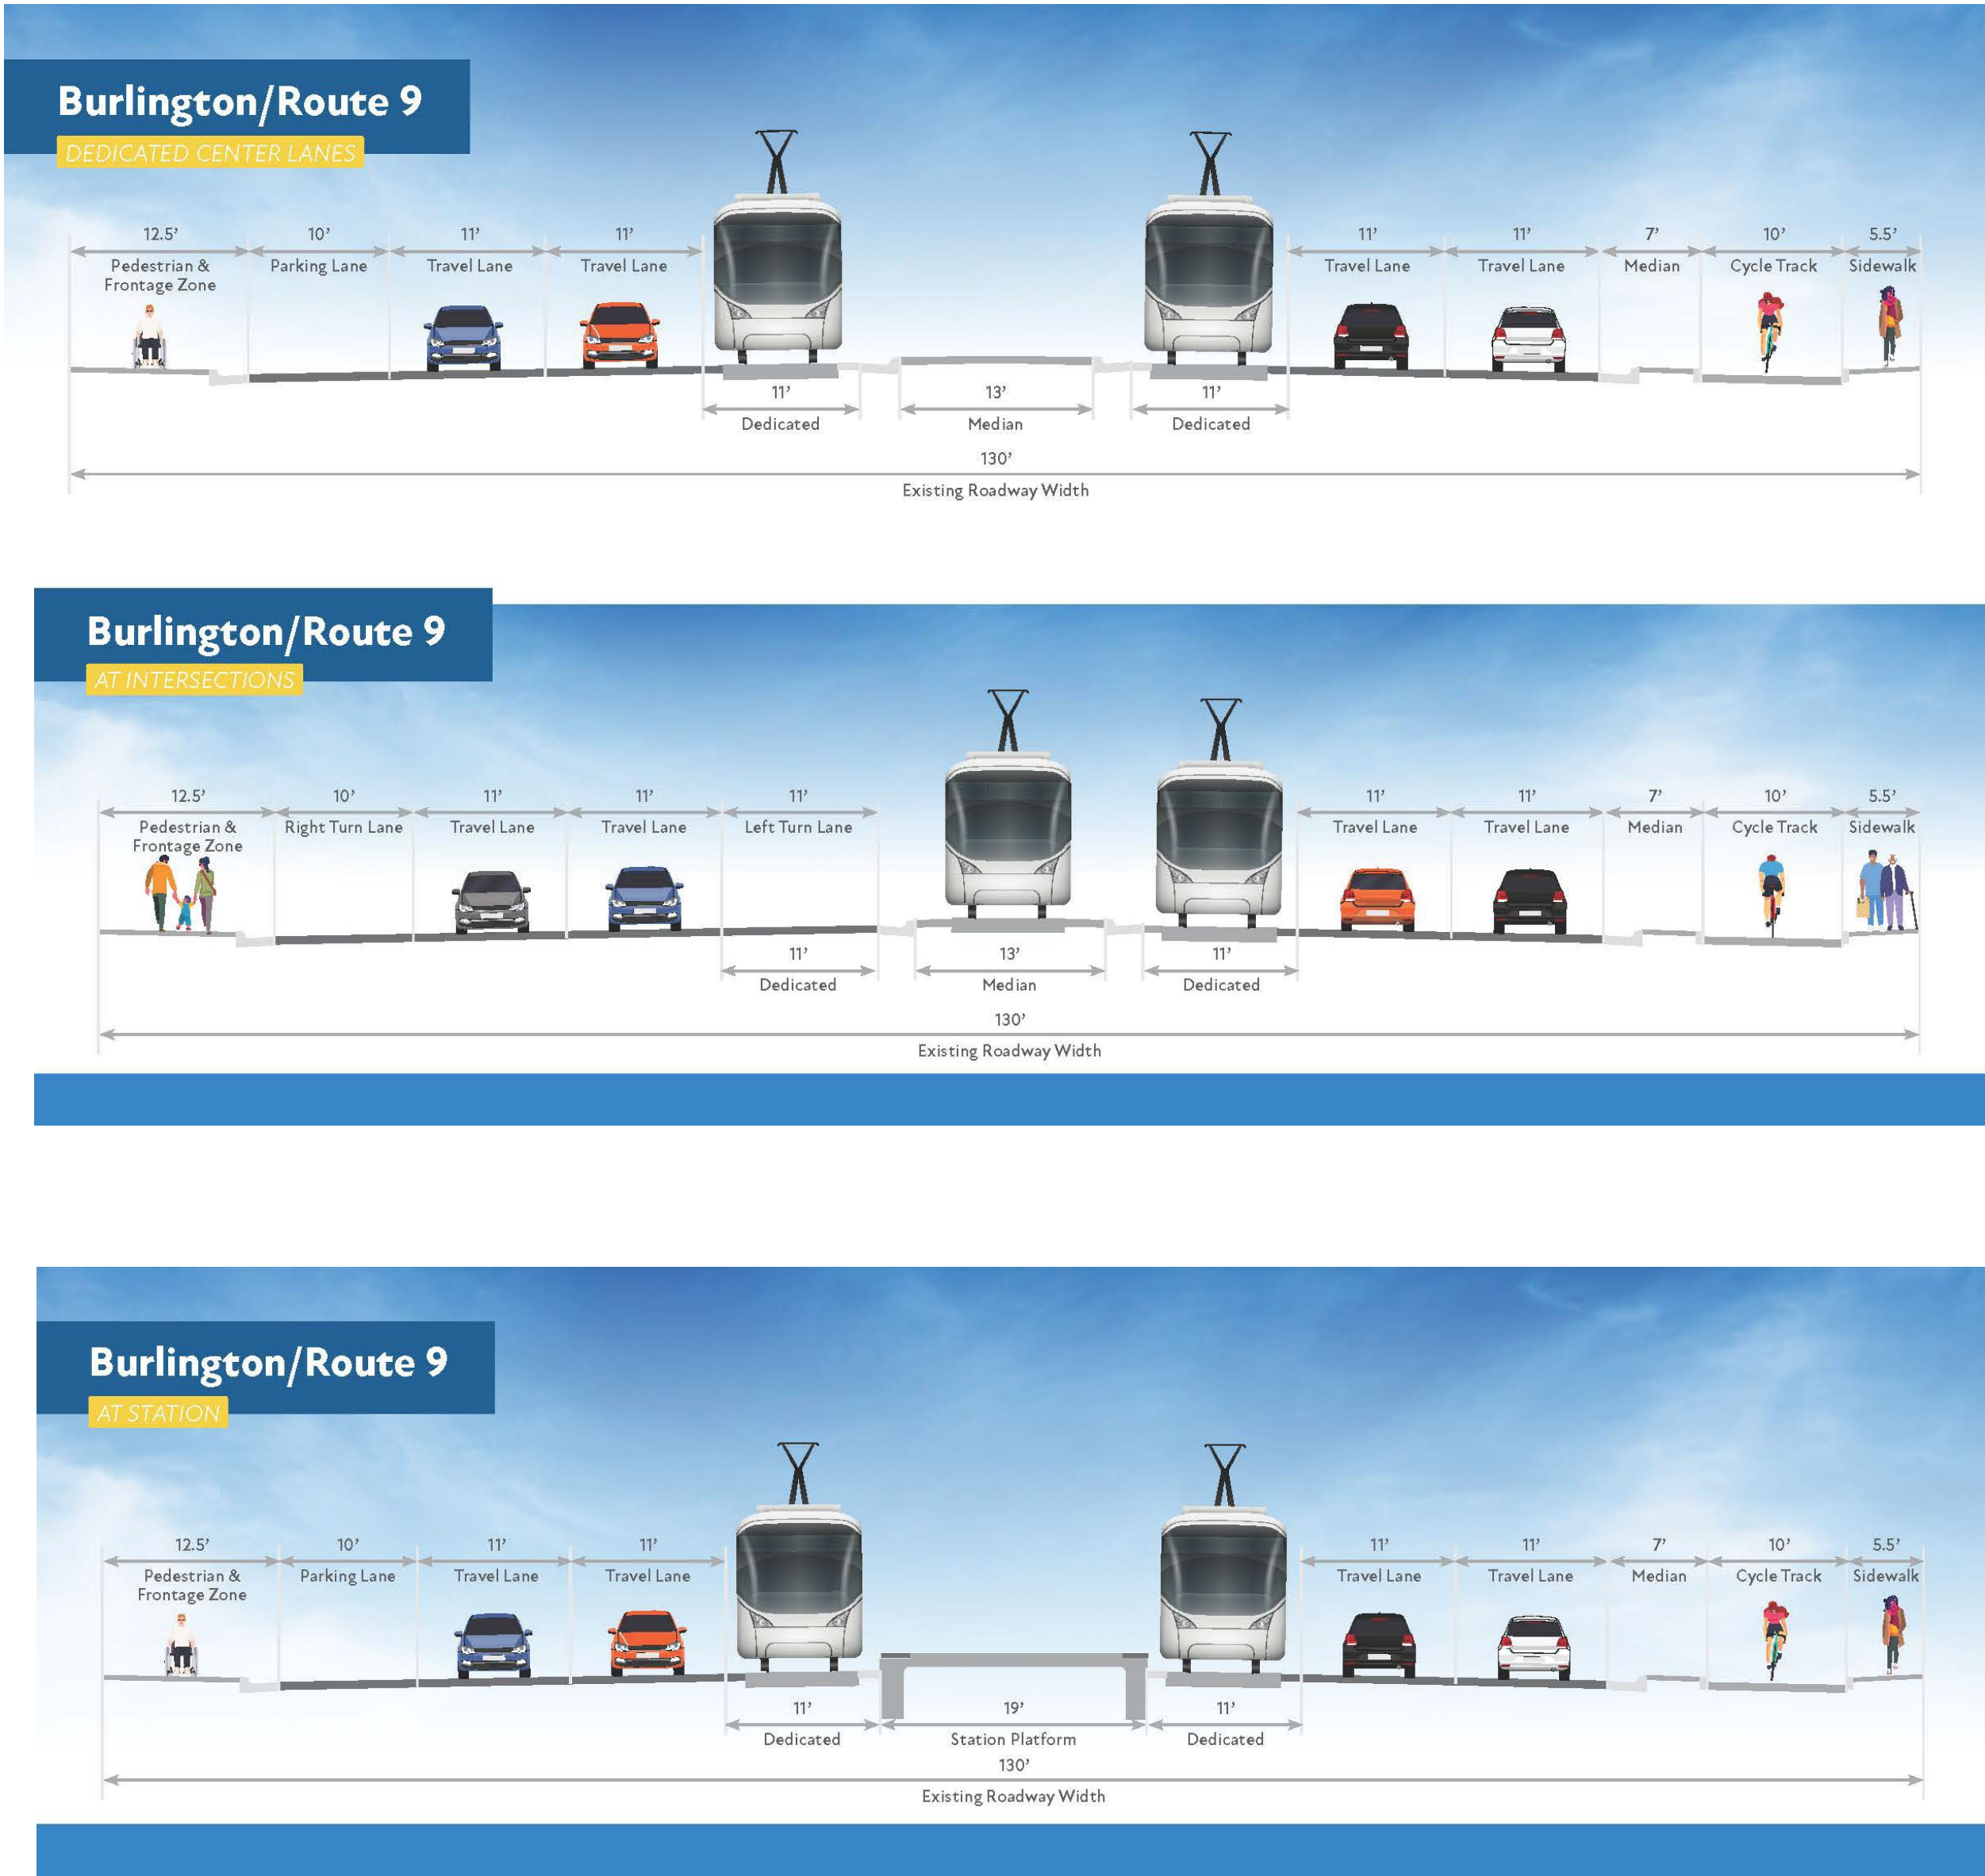 Burlington/Route 9
DEDICATED CENTER LANES
12.5' 10' 11' 11' 11' 11' 7' 10' 5.5'
Pedestrian & Parking Lane Travel Lane Travel Lane Travel Lane Travel Lane Median Cycle Track Sidewalk
Frontage Zone
11' 13' 11'
Dedicated Median Dedicated
130'
Existing Roadway Width
Burlington/Route 9
AT INTERSECTIONS
12.5' 10' 11' 11' 11' 11' 11' 7' 10' 5.5'
Pedestrian & Right Turn Lane Travel Lane Travel Lane Left Turn Lane Travel Lane Travel Lane Median Cycle Track Sidewalk
Frontage Zone
11' 13' 11'
Dedicated Median Dedicated
130'
Existing Roadway Width
Burlington/Route 9
AT STATION
12.5' 10' 11' 11' 11' 11' 7' 10' 5.5'
Pedestrian & Parking Lane Travel Lane Travel Lane Travel Lane Travel Lane Median Cycle Track Sidewalk
Frontage Zone
11' 19' 11'
Dedicated Station Platform Dedicated
130'
Existing Roadway Width